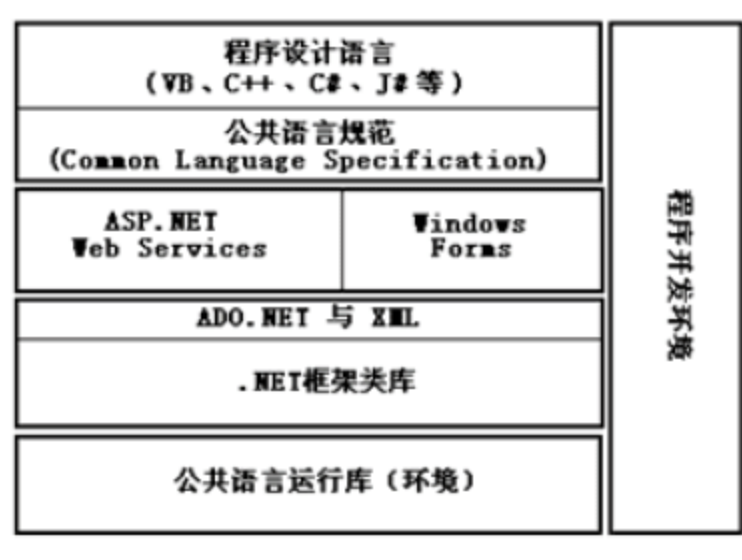 程序设计语言
(VB、C++、C#、J#等)
公共语言规范
(Common Language Specification)
ASP.NET
Web Services
Windows
Forms
ADO.NET 与 XML
.NET框架类库
公共语言运行库（环境）
程序开发环境